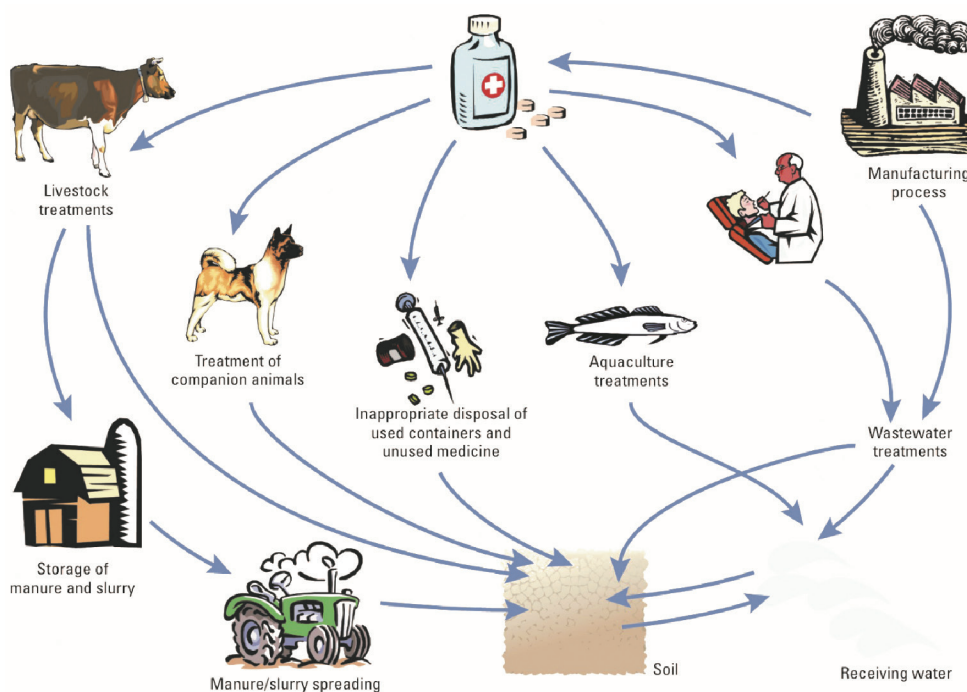 Livestock
treatments
Manufacturing
process
Treatment of
companion animals
Inappropriate disposal of
used containers and
unused medicine
Aquaculture
treatments
Wastewater
treatments
Storage of
manure and slurry
Manure/slurry spreading
Soil
Receiving water